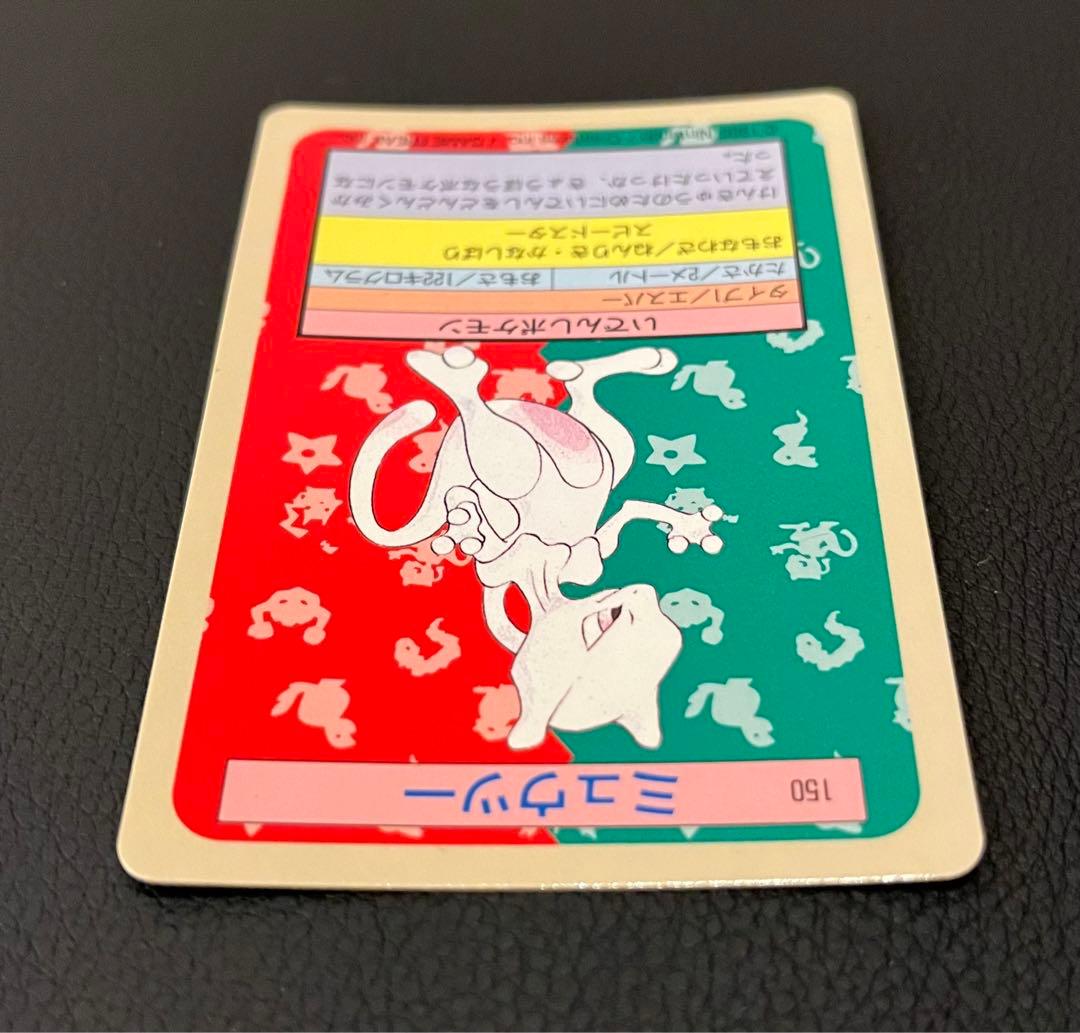 150 ミュウツー
いでんしポケモン
タイプ/エスパー
たかさ/2メートル おもさ/122キログラム
おもなわざ/ねんりき・かなしばり
スピードスター
けんきゅうのためにいでんしをどんどんくみか
えていったけっか、きょうぼうなポケモンにな
った。